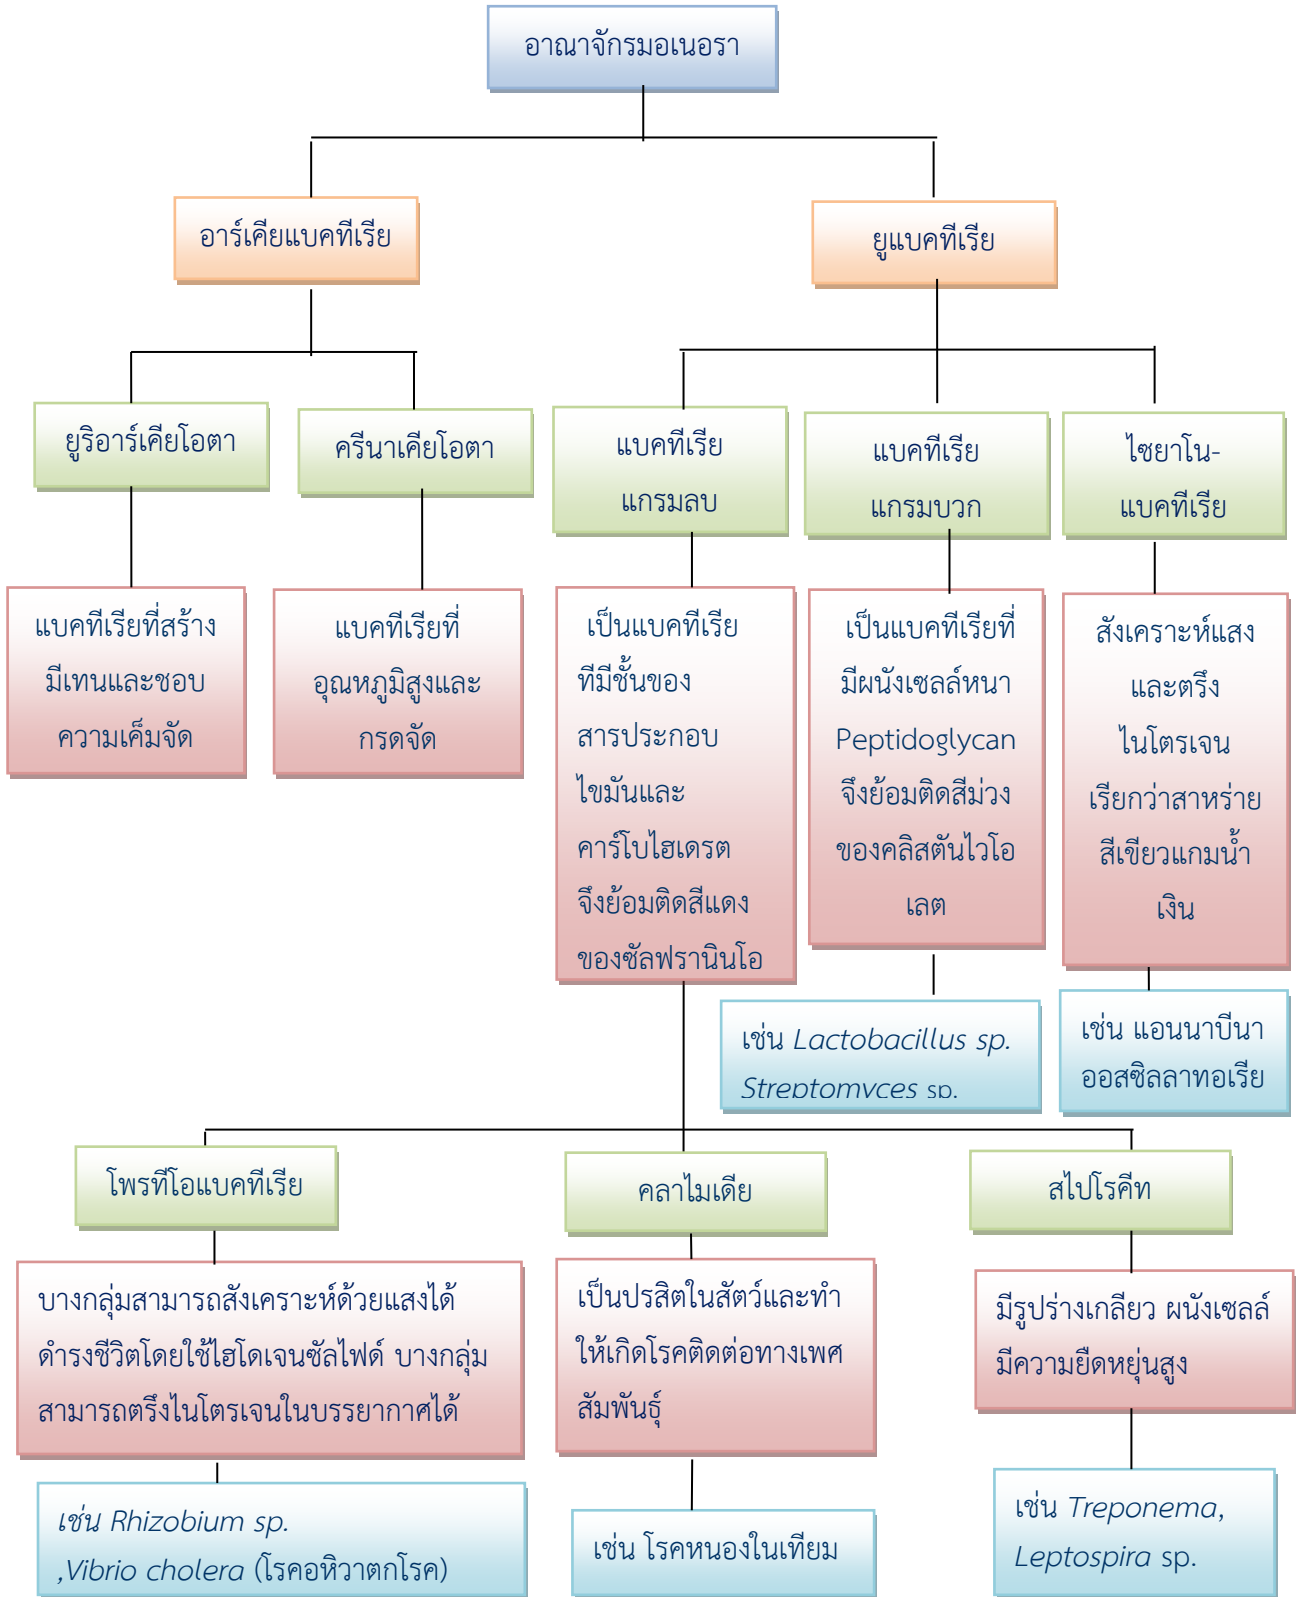 อาณาจักรมอเนอรา
อาร์เคียแบคทีเรีย
ยูแบคทีเรีย
ยูริอาร์เคียโอตา
ครีนาเคียโอตา
แบคทีเรีย
แกรมลบ
แบคทีเรีย
แกรมบวก
ไซยาโน-
แบคทีเรีย
แบคทีเรียที่สร้าง
มีเทนและชอบ
ความเค็มจัด
แบคทีเรียที่
อุณหภูมิสูงและ
กรดจัด
เป็นแบคทีเรีย
ทีมีชั้นของ
สารประกอบ
ไขมันและ
คาร์โบไฮเดรต
จึงย้อมติดสีแดง
ของซัลฟรานินโอ
เป็นแบคทีเรียที่
มีผนังเซลล์หนา
Peptidoglycan
จึงย้อมติดสีม่วง
ของคลิสตันไวโอ
เลต
สังเคราะห์แสง
และตรึง
ไนโตรเจน
เรียกว่าสาหร่าย
สีเขียวแกมน้ำ
เงิน
เช่น Lactobacillus sp.
Streptomyces sp.
เช่น แอนนาบีนา
ออสซิลลาทอเรีย
โพรทีโอแบคทีเรีย
คลาไมเดีย
สไปโรคีท
บางกลุ่มสามารถสังเคราะห์ด้วยแสงได้
ดำรงชีวิตโดยใช้ไฮโดเจนซัลไฟด์ บางกลุ่ม
สามารถตรึงไนโตรเจนในบรรยากาศได้
เป็นปรสิตในสัตว์และทำ
ให้เกิดโรคติดต่อทางเพศ
สัมพันธุ์
มีรูปร่างเกลียว ผนังเซลล์
มีความยืดหยุ่นสูง
เช่น Rhizobium sp.
,Vibrio cholera (โรคอหิวาตกโรค)
เช่น โรคหนองในเทียม
เช่น Treponema,
Leptospira sp.